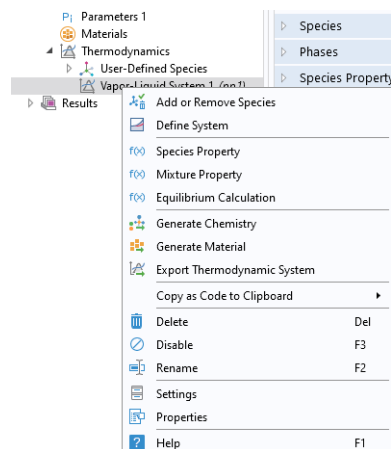 Pi Parameters 1
Materials
Thermodynamics
User-Defined Species
Vapor-Liquid System 1 (pp1)
Results
Species
Phases
Species Property
Add or Remove Species
Define System
f(x) Species Property
f(x) Mixture Property
f(x) Equilibrium Calculation
Generate Chemistry
Generate Material
Export Thermodynamic System
Copy as Code to Clipboard
Delete Del
Disable F3
Rename F2
Settings
Properties
? Help F1